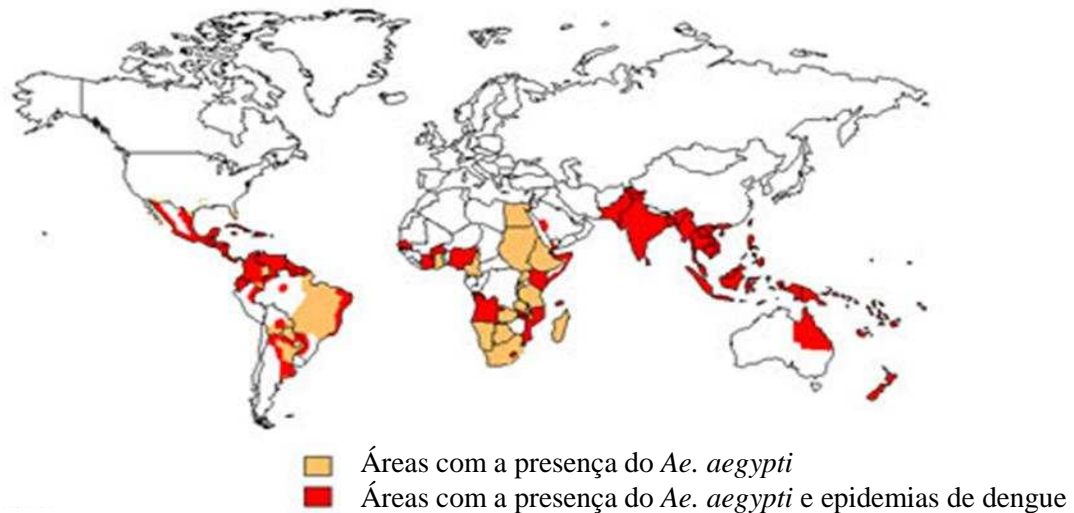 Áreas com a presença do Ae. aegypti
Áreas com a presença do Ae. aegypti e epidemias de dengue